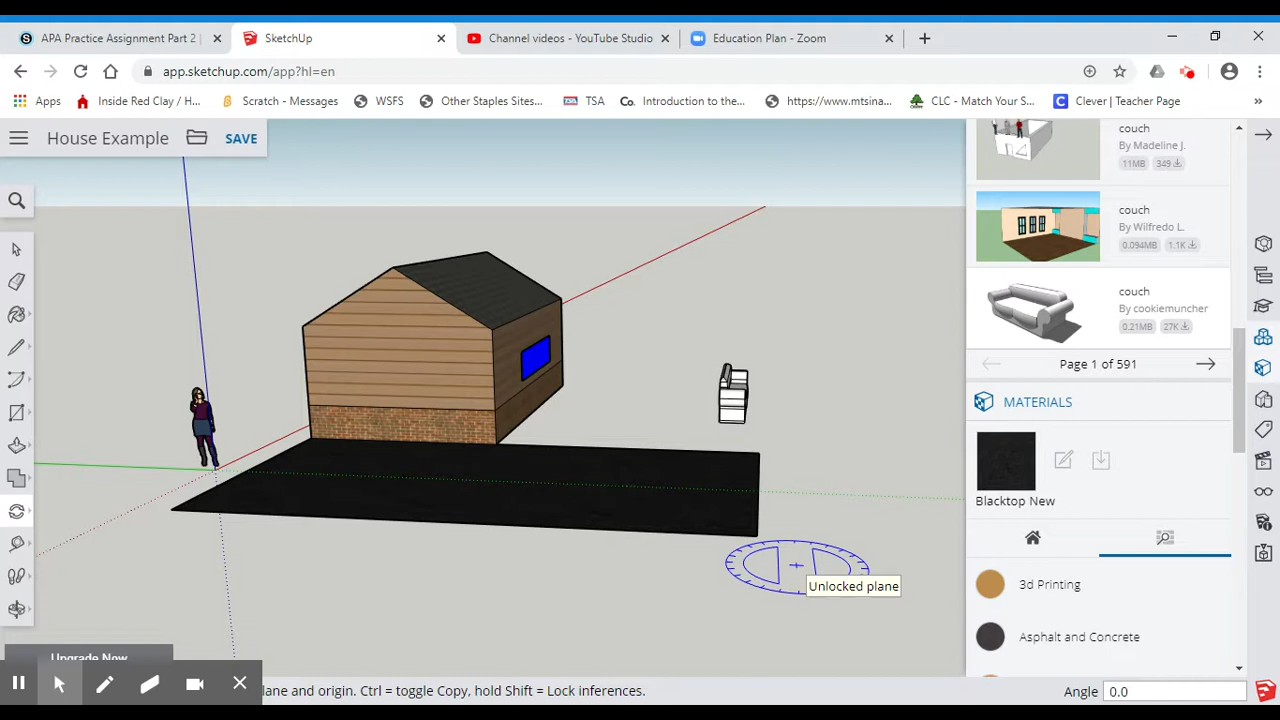 APA Practice Assignment Part 2 |
SketchUp
Channel videos - YouTube Studio
Education Plan - Zoom
app.sketchup.com/app?hl=en
Apps
Inside Red Clay / H...
Scratch - Messages
WSFS
Other Staples Sites...
TSA
Co. Introduction to the...
https://www.mtsina...
CLC - Match Your S...
Clever | Teacher Page
»
House Example
SAVE
couch
By Madeline J.
11MB
349
couch
By Wilfredo L.
0.094MB
1.1K
couch
By cookiemuncher
0.21MB
27K
Page 1 of 591
MATERIALS
Blacktop New
3d Printing
Asphalt and Concrete
Unlocked plane
Upgrade Now
lane and origin. Ctrl = toggle Copy, hold Shift = Lock Inferences.
Angle 0.0